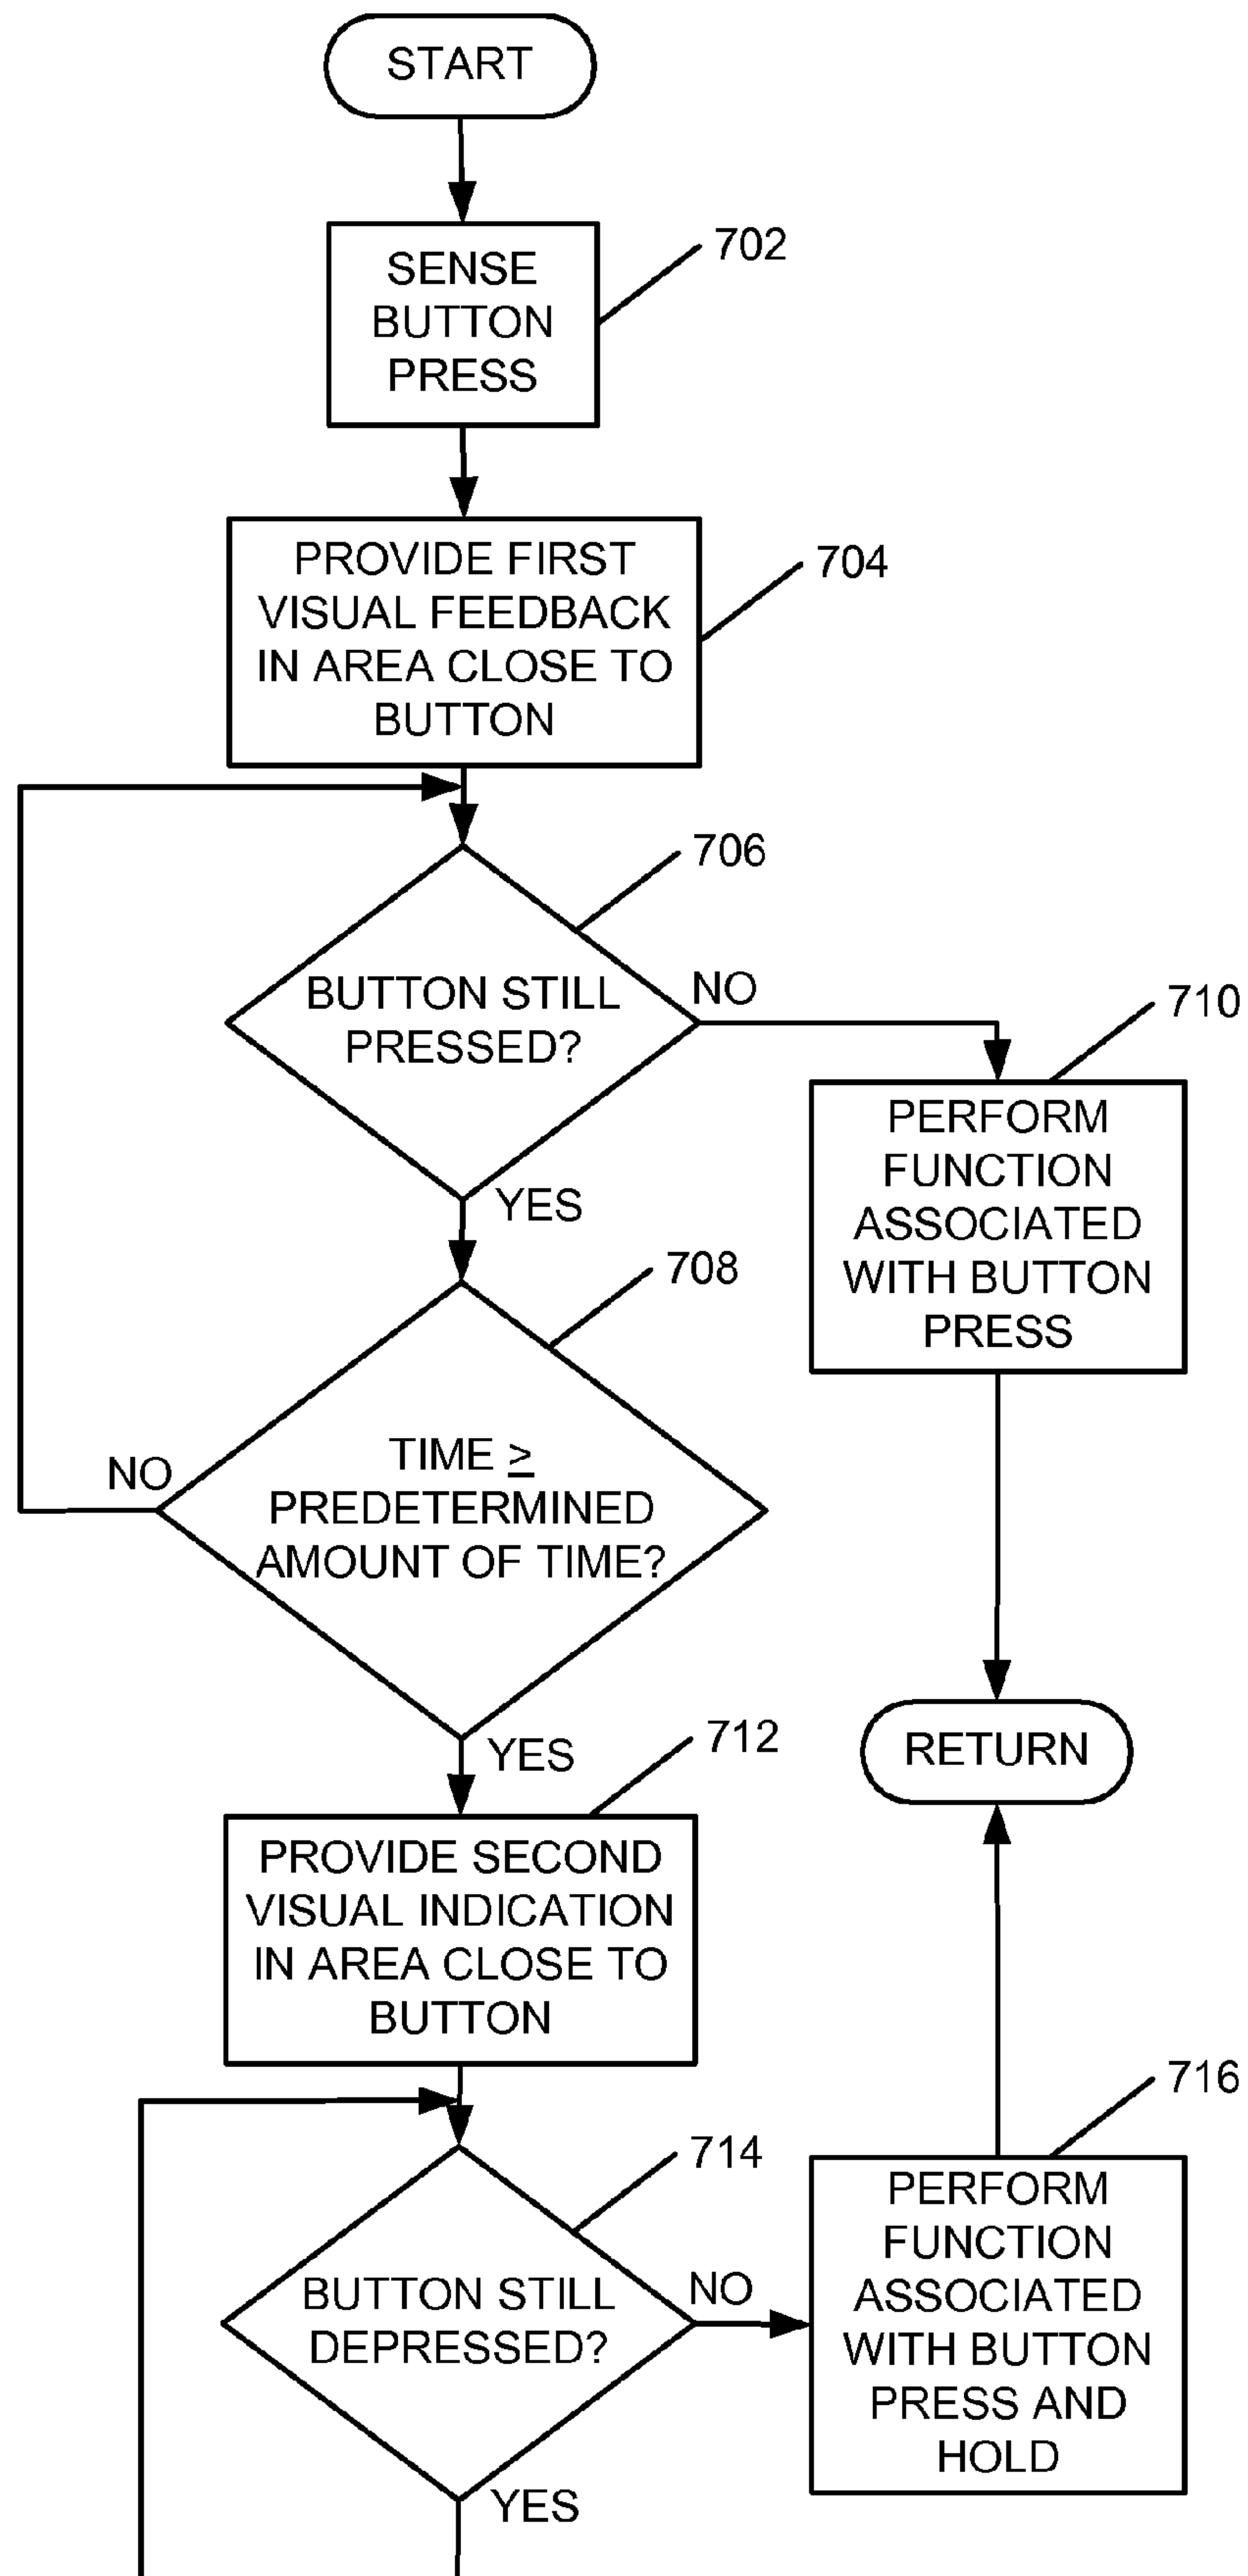 START
702
SENSE
BUTTON
PRESS
704
PROVIDE FIRST
VISUAL FEEDBACK
IN AREA CLOSE TO
BUTTON
706
BUTTON STILL
PRESSED?
NO
YES
710
PERFORM
FUNCTION
ASSOCIATED
WITH BUTTON
PRESS
708
TIME ≥
PREDETERMINED
AMOUNT OF TIME?
NO
YES
RETURN
712
PROVIDE SECOND
VISUAL INDICATION
IN AREA CLOSE TO
BUTTON
714
BUTTON STILL
DEPRESSED?
NO
YES
716
PERFORM
FUNCTION
ASSOCIATED
WITH BUTTON
PRESS AND
HOLD